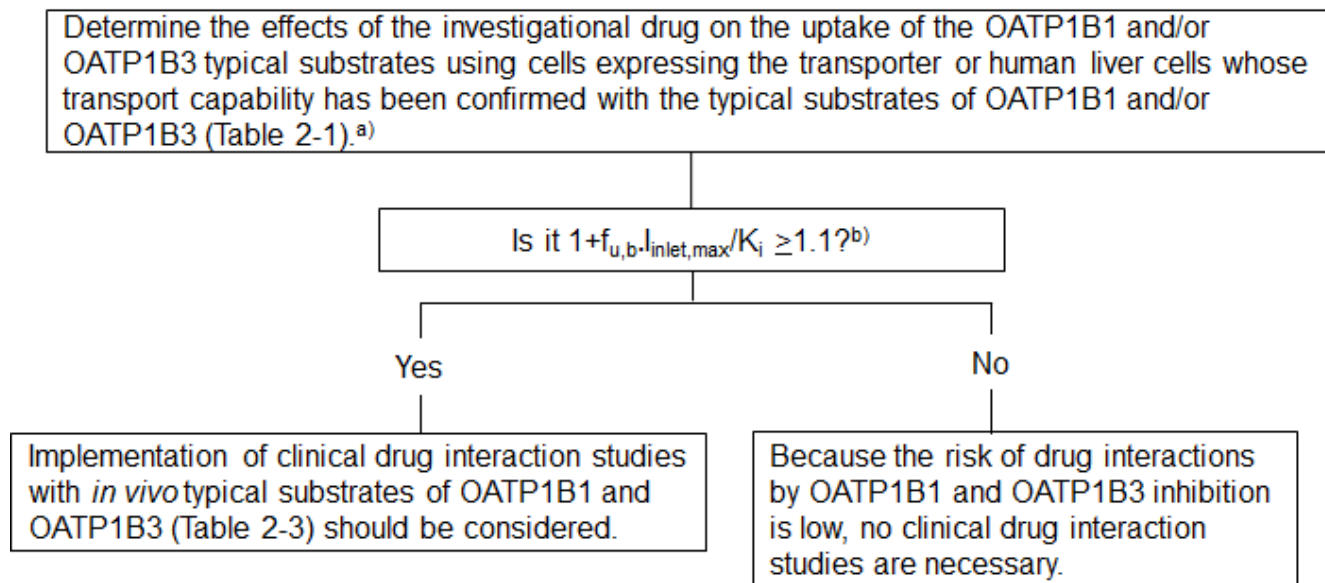 Determine the effects of the investigational drug on the uptake of the OATP1B1 and/or
OATP1B3 typical substrates using cells expressing the transporter or human liver cells whose
transport capability has been confirmed with the typical substrates of OATP1B1 and/or
OATP1B3 (Table 2-1).a)
Is it 1+fu,b.Iinlet,max/Ki ≥1.1?b)
Yes
No
Implementation of clinical drug interaction studies
with in vivo typical substrates of OATP1B1 and
OATP1B3 (Table 2-3) should be considered.
Because the risk of drug interactions
by OATP1B1 and OATP1B3 inhibition
is low, no clinical drug interaction
studies are necessary.